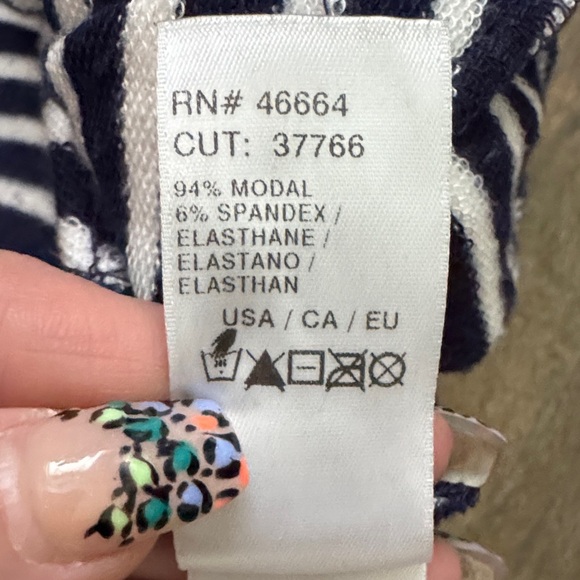 RN# 46664
CUT: 37766
94% MODAL
6% SPANDEX /
ELASTHANE /
ELASTANO /
ELASTHAN
USA / CA / EU